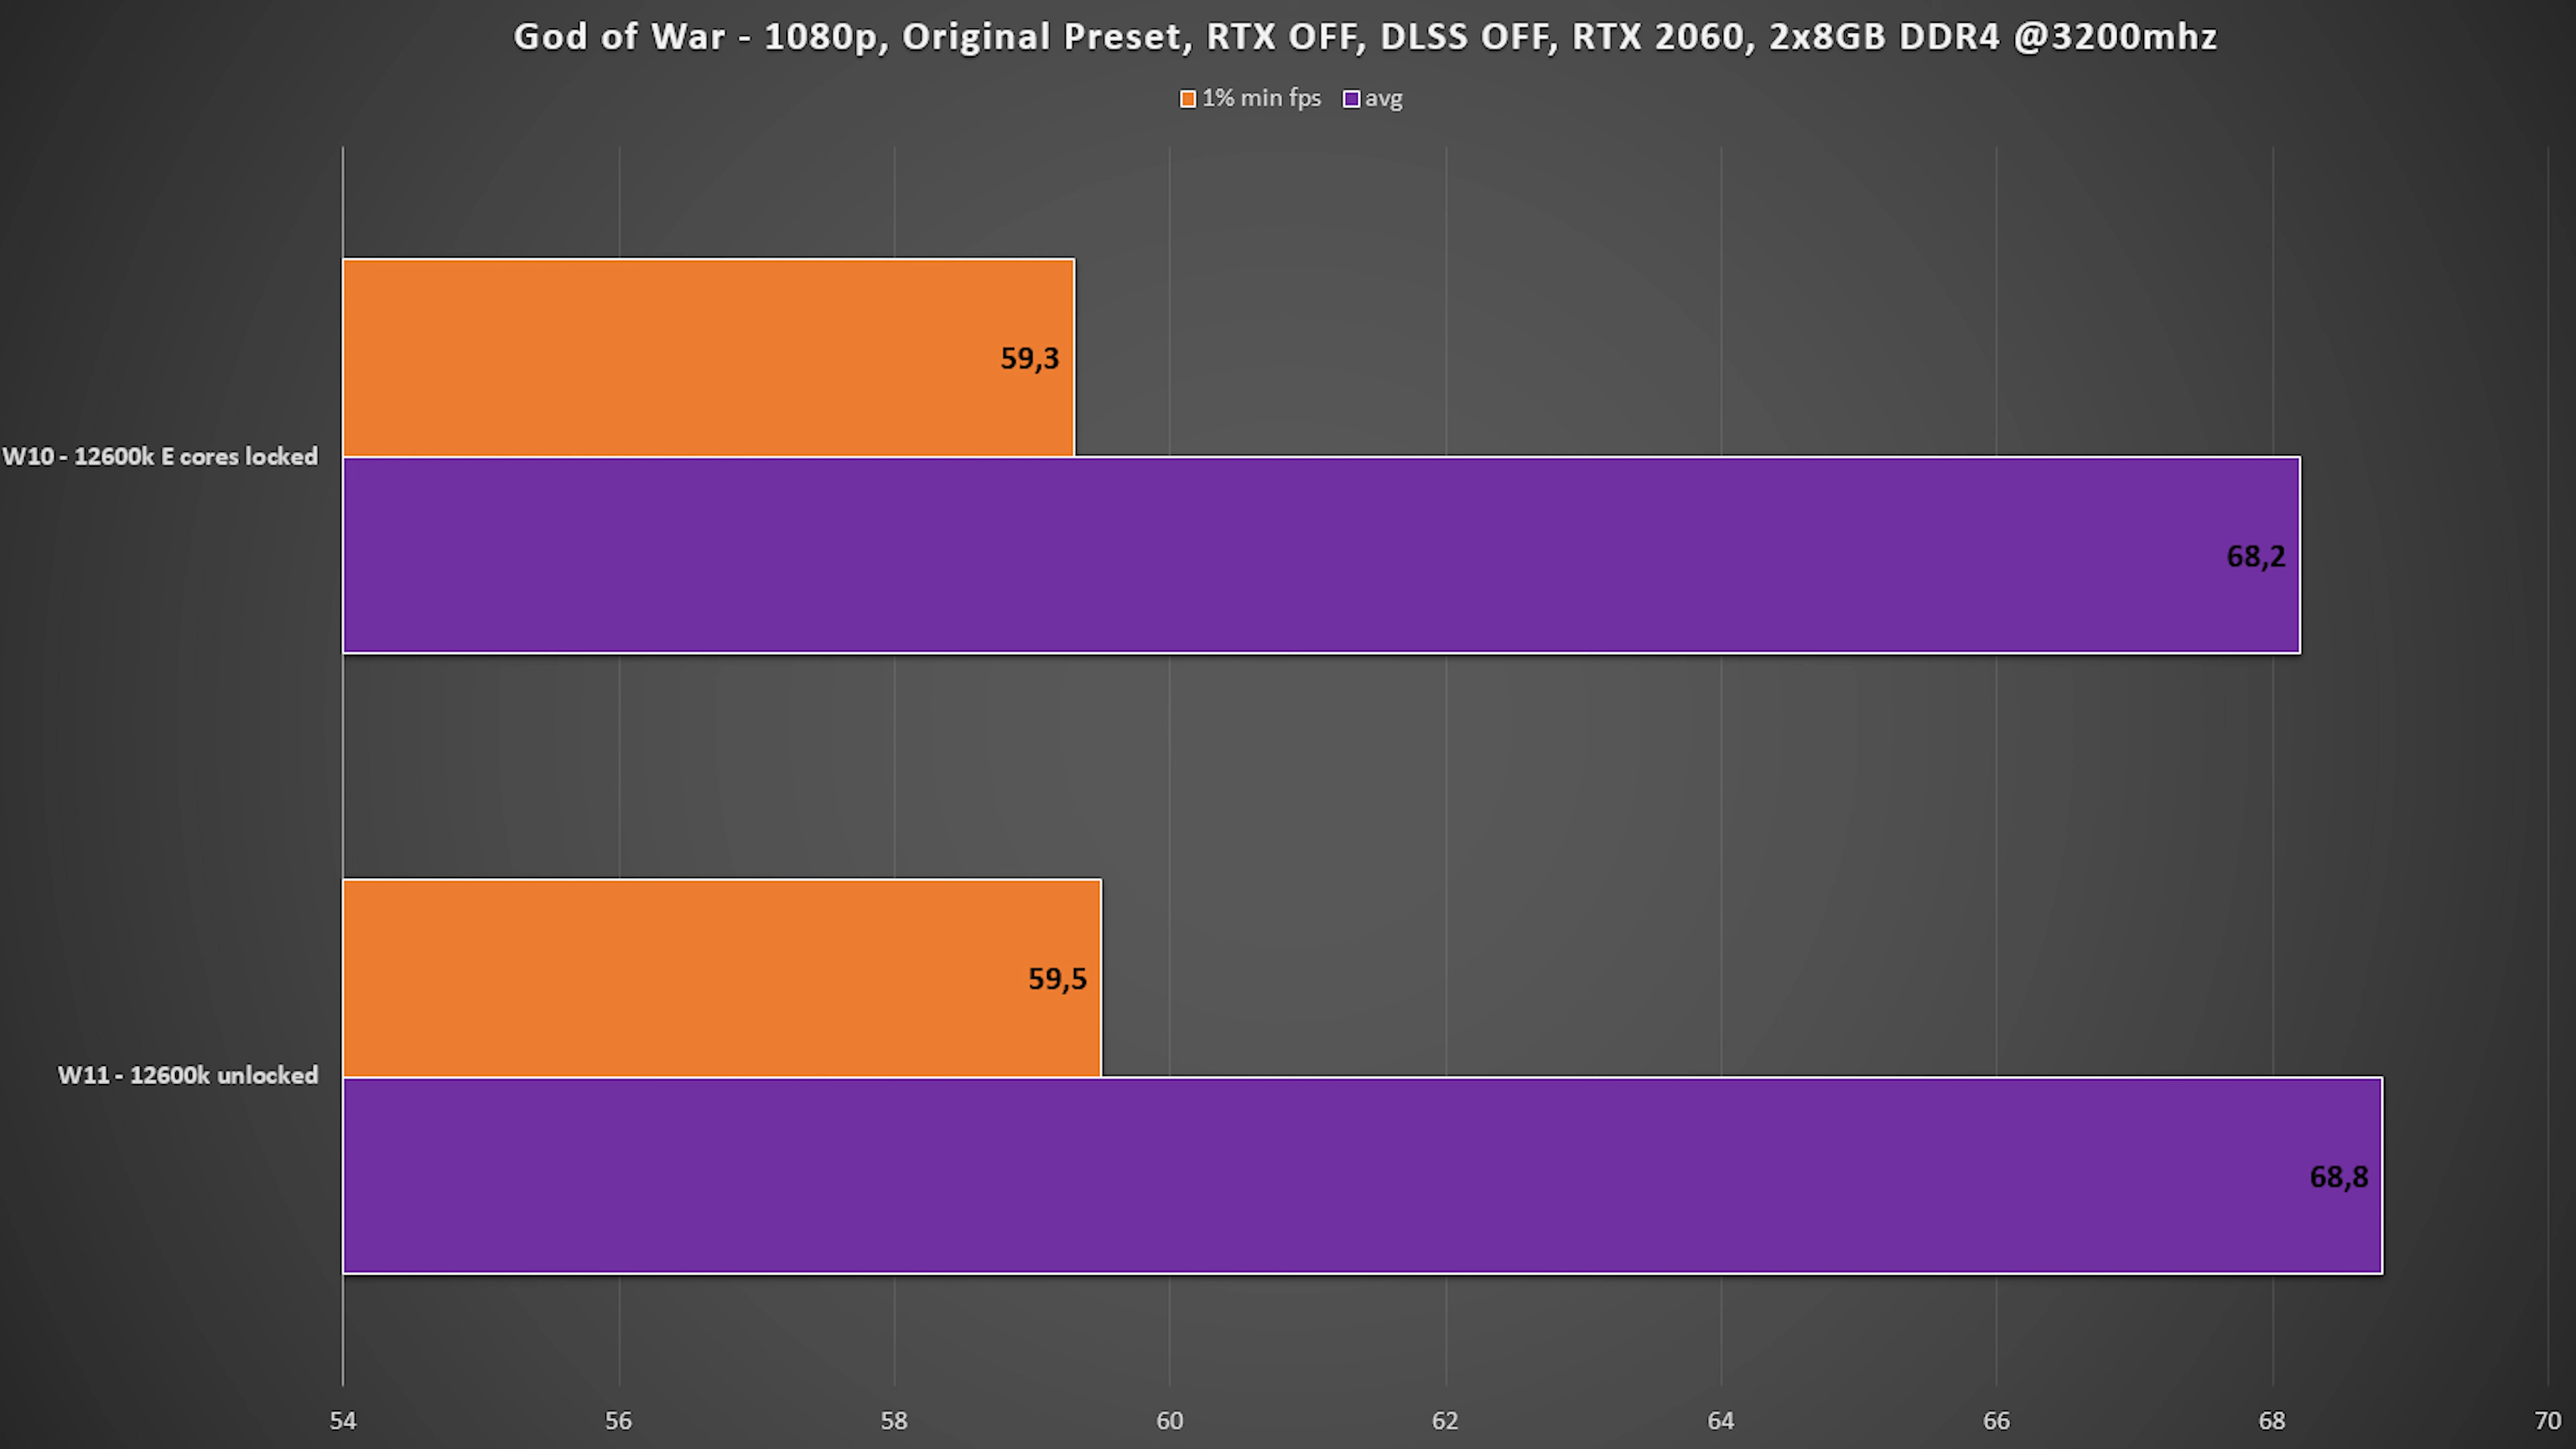 God of War - 1080p, Original Preset, RTX OFF, DLSS OFF, RTX 2060, 2x8GB DDR4 @3200mhz
1% min fps avg
59,3
W10 - 12600k E cores locked
68,2
59,5
W11 - 12600k unlocked
68,8
54 56 58 60 62 64 66 68 70